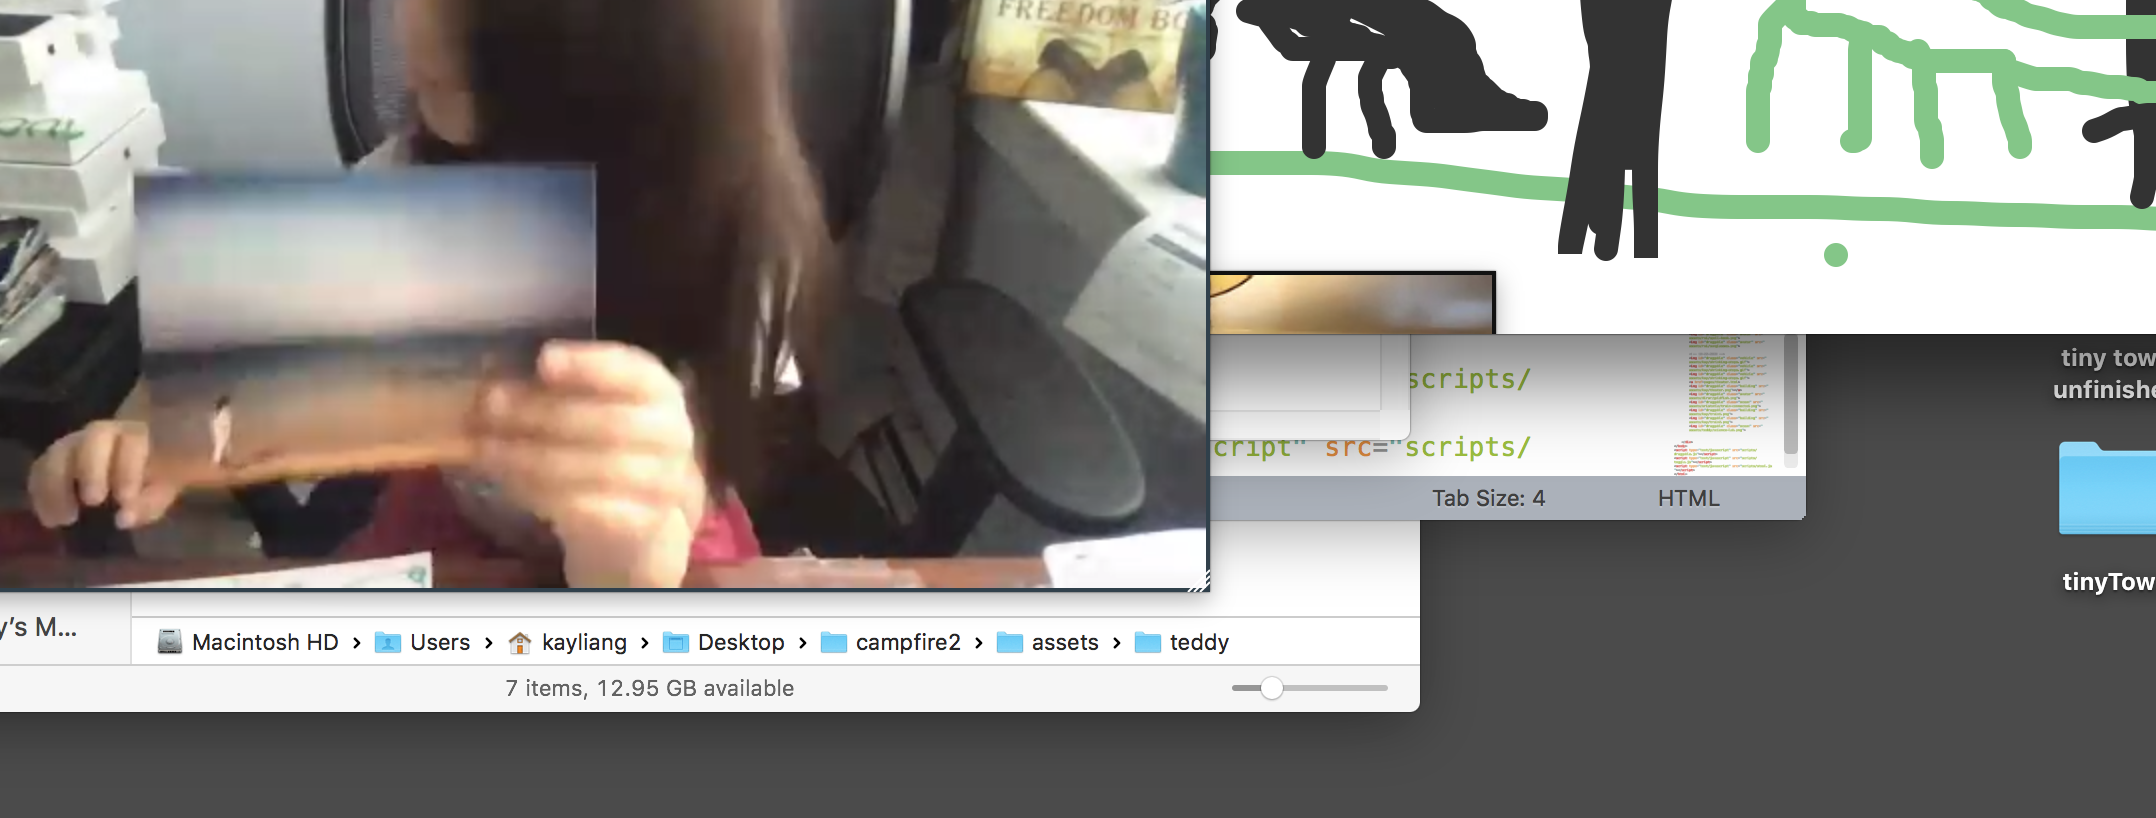 FREEDOM BO
OAL
scripts/
cript" src="scripts/
Tab Size: 4
HTML
tiny tow
unfinishe
tinyTow
y's M...
Macintosh HD › Users › kayliang › Desktop › campfire2 › assets › teddy
7 items, 12.95 GB available